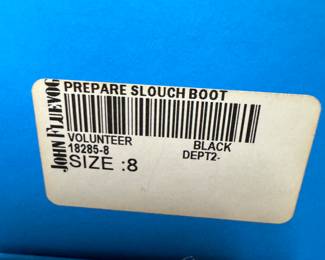 JOHN FLUEVOG
PREPARE SLOUCH BOOT
VOLUNTEER
18285-8
BLACK
DEPT2-
SIZE :8